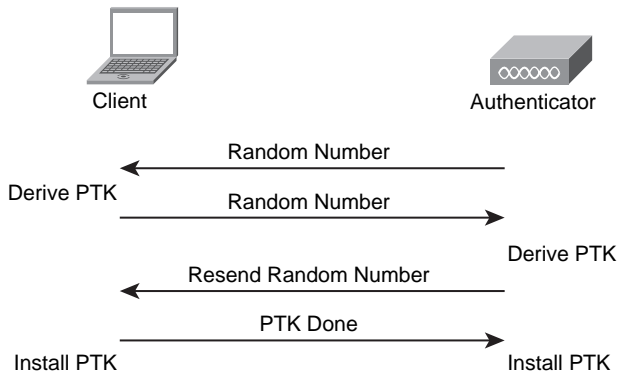 Client
Authenticator
Random Number
Derive PTK
Random Number
Derive PTK
Resend Random Number
PTK Done
Install PTK
Install PTK